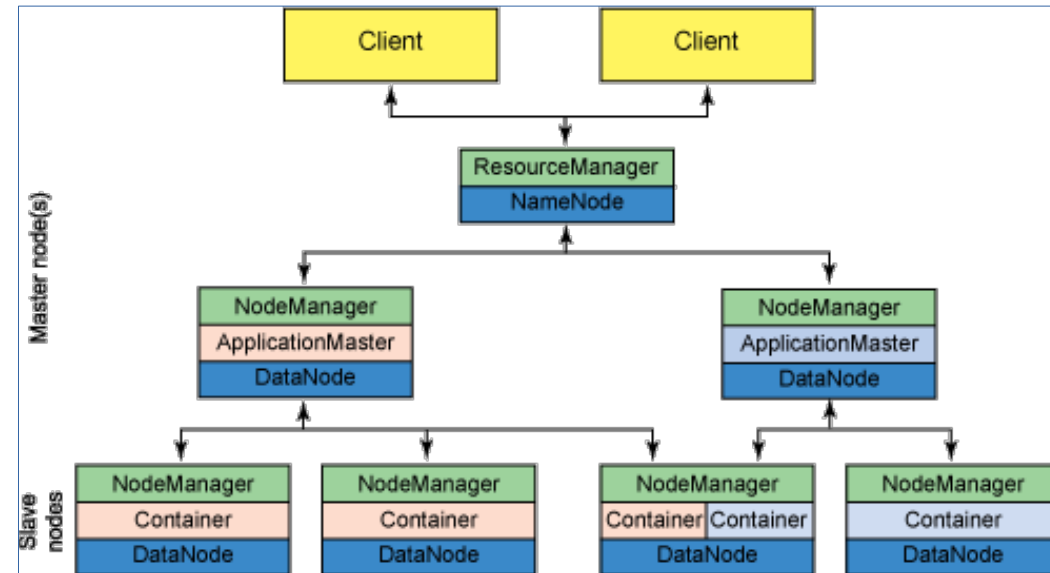 Client
Client
ResourceManager
NameNode
Master node(s)
NodeManager
ApplicationMaster
DataNode
NodeManager
ApplicationMaster
DataNode
Slave
nodes
NodeManager
Container
DataNode
NodeManager
Container
DataNode
NodeManager
Container Container
DataNode
NodeManager
Container
DataNode